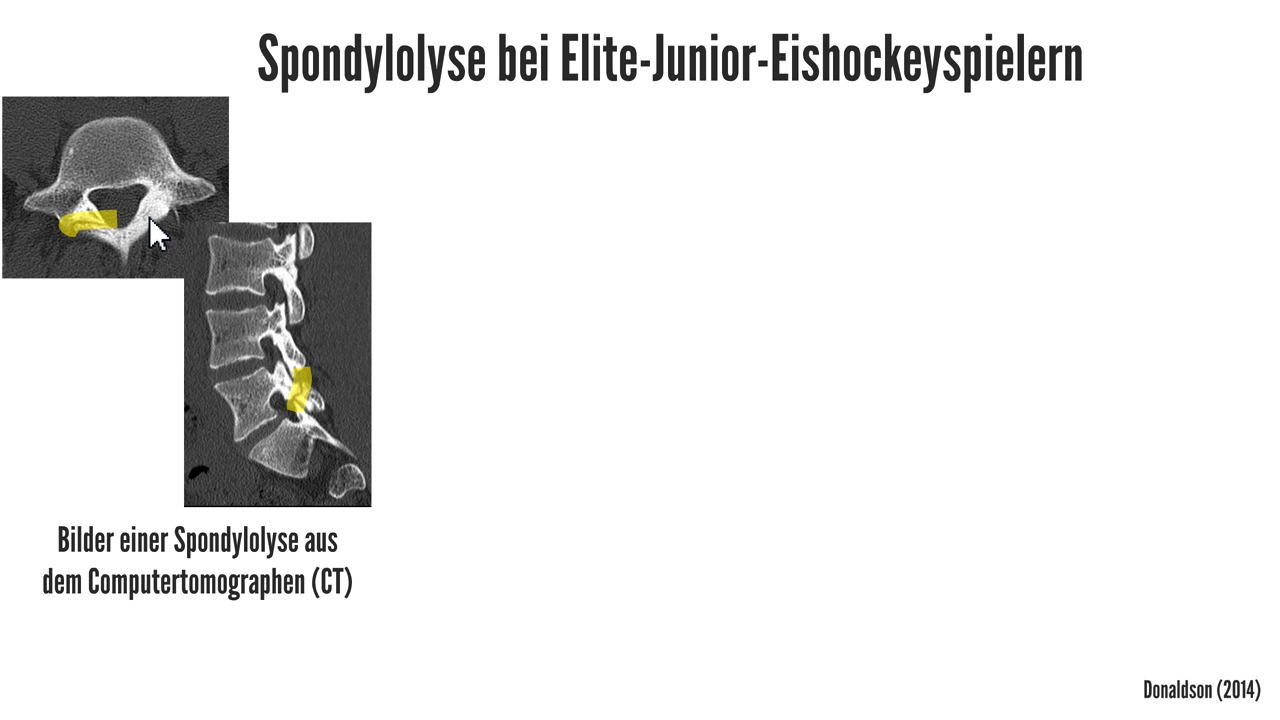 Spondylolyse bei Elite-Junior-Eishockeyspielern
Bilder einer Spondylolyse aus
dem Computertomographen (CT)
Donaldson (2014)